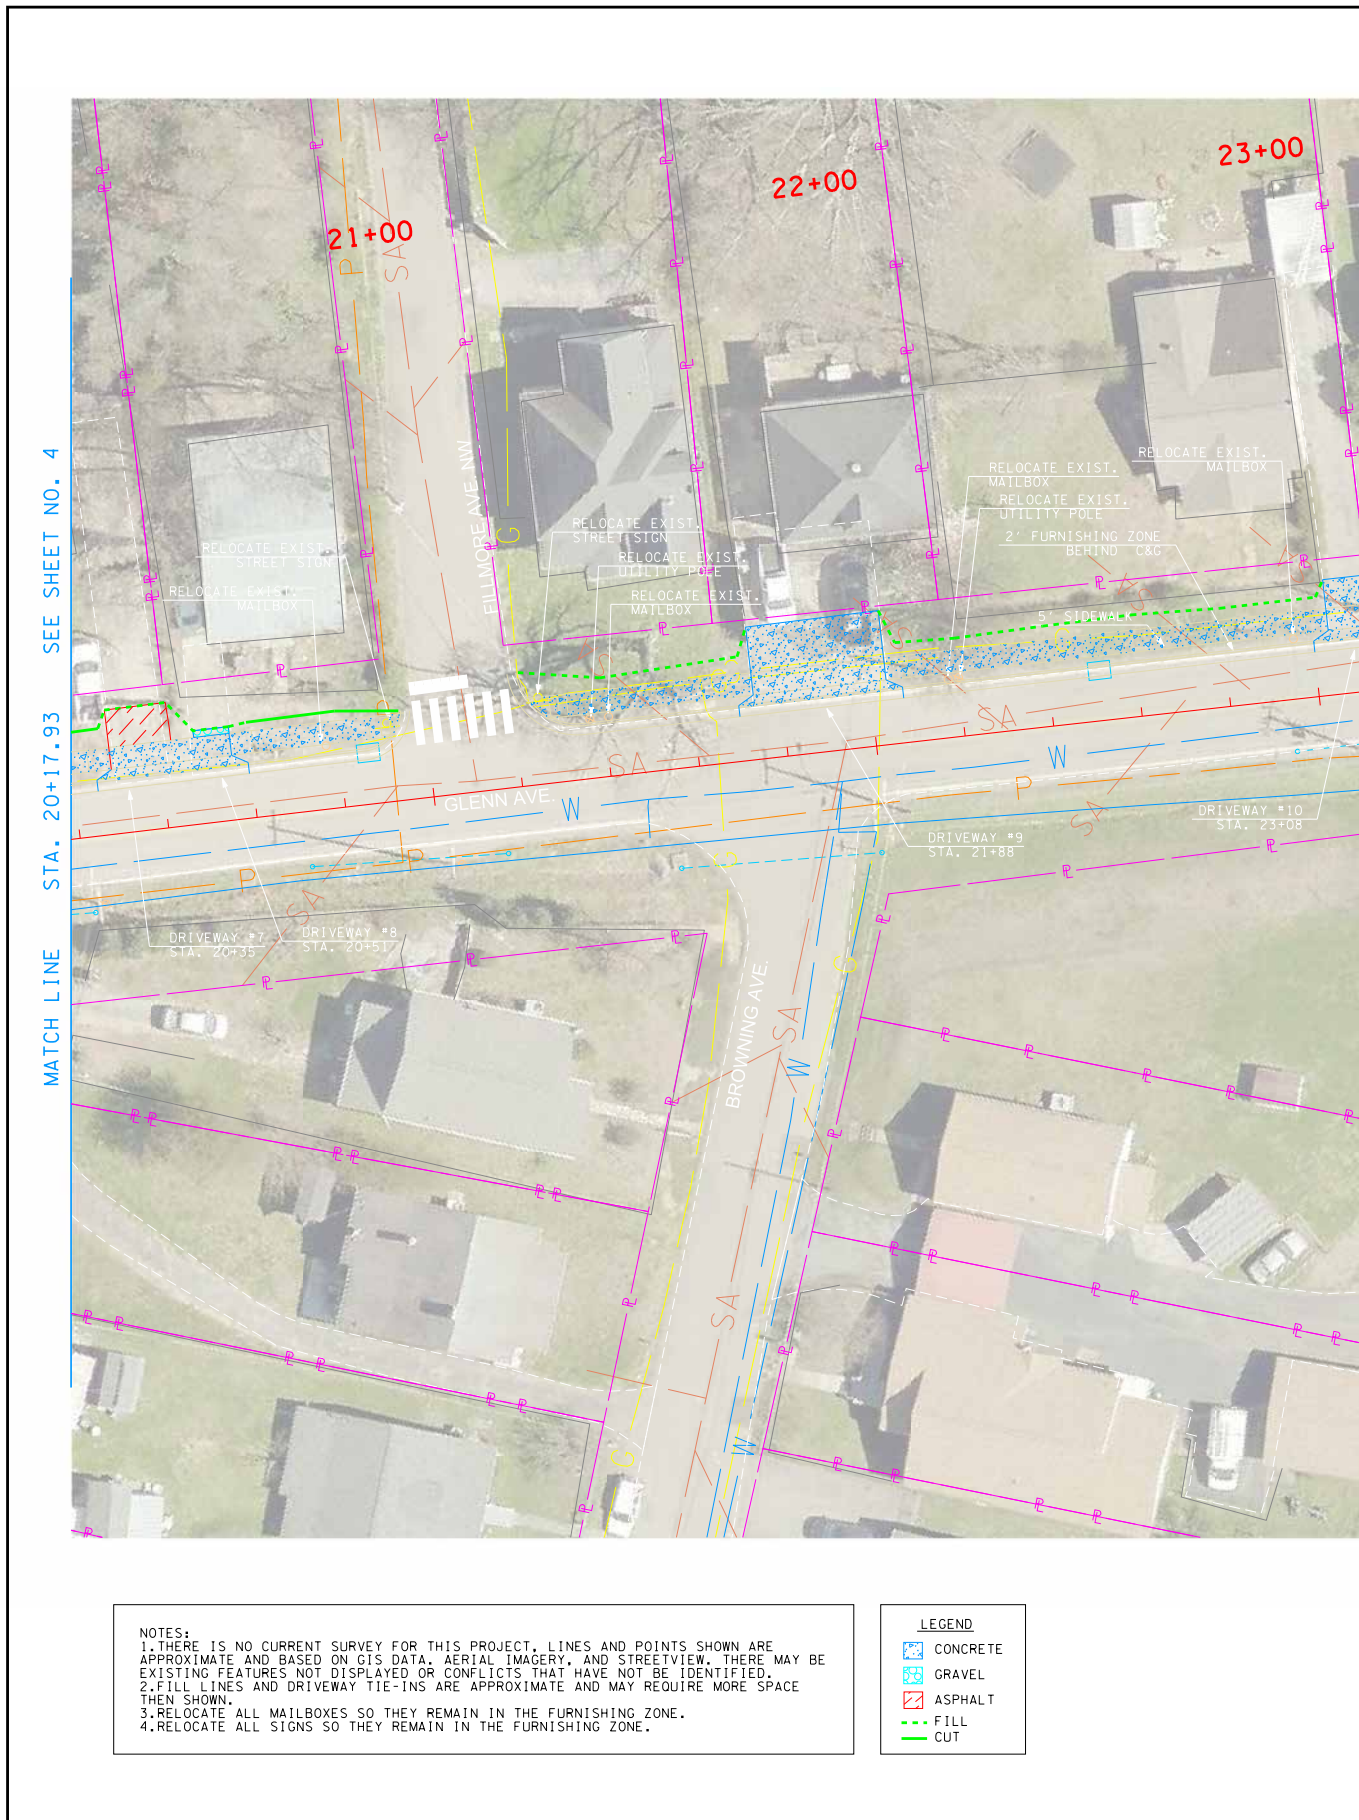 23+00
22+00
21+00
RELOCATE EXIST.
MAILBOX
RELOCATE EXIST.
MAILBOX
RELOCATE EXIST.
UTILITY POLE
2' FURNISHING ZONE
BEHIND C&G
5' SIDEWALK
RELOCATE EXIST.
STREET SIGN
RELOCATE EXIST.
UTILITY POLE
RELOCATE EXIST.
MAILBOX
RELOCATE EXIST.
STREET SIGN
RELOCATE EXIST.
MAILBOX
FILLMORE AVE. NW
MATCH LINE STA. 20+17.93 SEE SHEET NO. 4
GLENN AVE.
DRIVEWAY #10
STA. 23+08
DRIVEWAY #9
STA. 21+88
DRIVEWAY #7
STA. 20+35
DRIVEWAY #8
STA. 20+51
BROWNING AVE.
NOTES:
1.THERE IS NO CURRENT SURVEY FOR THIS PROJECT, LINES AND POINTS SHOWN ARE
APPROXIMATE AND BASED ON GIS DATA, AERIAL IMAGERY, AND STREETVIEW. THERE MAY BE
EXISTING FEATURES NOT DISPLAYED OR CONFLICTS THAT HAVE NOT BE IDENTIFIED.
2.FILL LINES AND DRIVEWAY TIE-INS ARE APPROXIMATE AND MAY REQUIRE MORE SPACE
THEN SHOWN.
3.RELOCATE ALL MAILBOXES SO THEY REMAIN IN THE FURNISHING ZONE.
4.RELOCATE ALL SIGNS SO THEY REMAIN IN THE FURNISHING ZONE.
LEGEND
CONCRETE
GRAVEL
ASPHALT
FILL
CUT